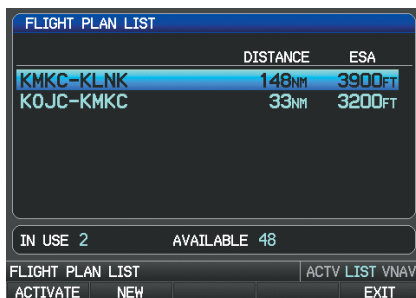 FLIGHT PLAN LIST
DISTANCE ESA
KMKC-KLNK 148NM 3900FT
KOJC-KMKC 33NM 3200FT
IN USE 2 AVAILABLE 48
FLIGHT PLAN LIST ACTV LIST VNAV
ACTIVATE NEW EXIT